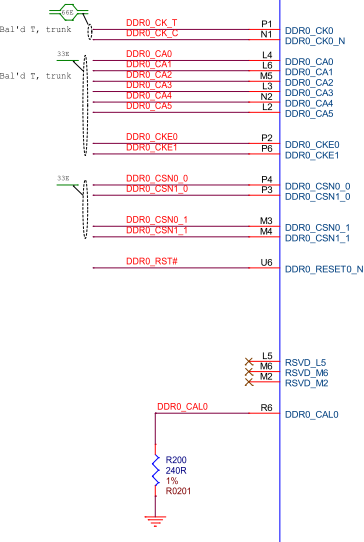 66E
DDR0_CK_T P1 DDR0_CK0
Bal'd T, trunk DDR0_CK_C N1 DDR0_CK0_N
33E DDR0_CA0 L4 DDR0_CA0
DDR0_CA1 L6 DDR0_CA1
Bal'd T, trunk DDR0_CA2 M5 DDR0_CA2
DDR0_CA3 L3 DDR0_CA3
DDR0_CA4 N2 DDR0_CA4
DDR0_CA5 L2 DDR0_CA5
DDR0_CKE0 P2 DDR0_CKE0
DDR0_CKE1 P6 DDR0_CKE1
33E DDR0_CSN0_0 P4 DDR0_CSN0_0
DDR0_CSN1_0 P3 DDR0_CSN1_0
DDR0_CSN0_1 M3 DDR0_CSN0_1
DDR0_CSN1_1 M4 DDR0_CSN1_1
DDR0_RST# U6 DDR0_RESET0_N
L5 RSVD_L5
M6 RSVD_M6
M2 RSVD_M2
DDR0_CAL0 R6 DDR0_CAL0
R200
240R
1%
R0201